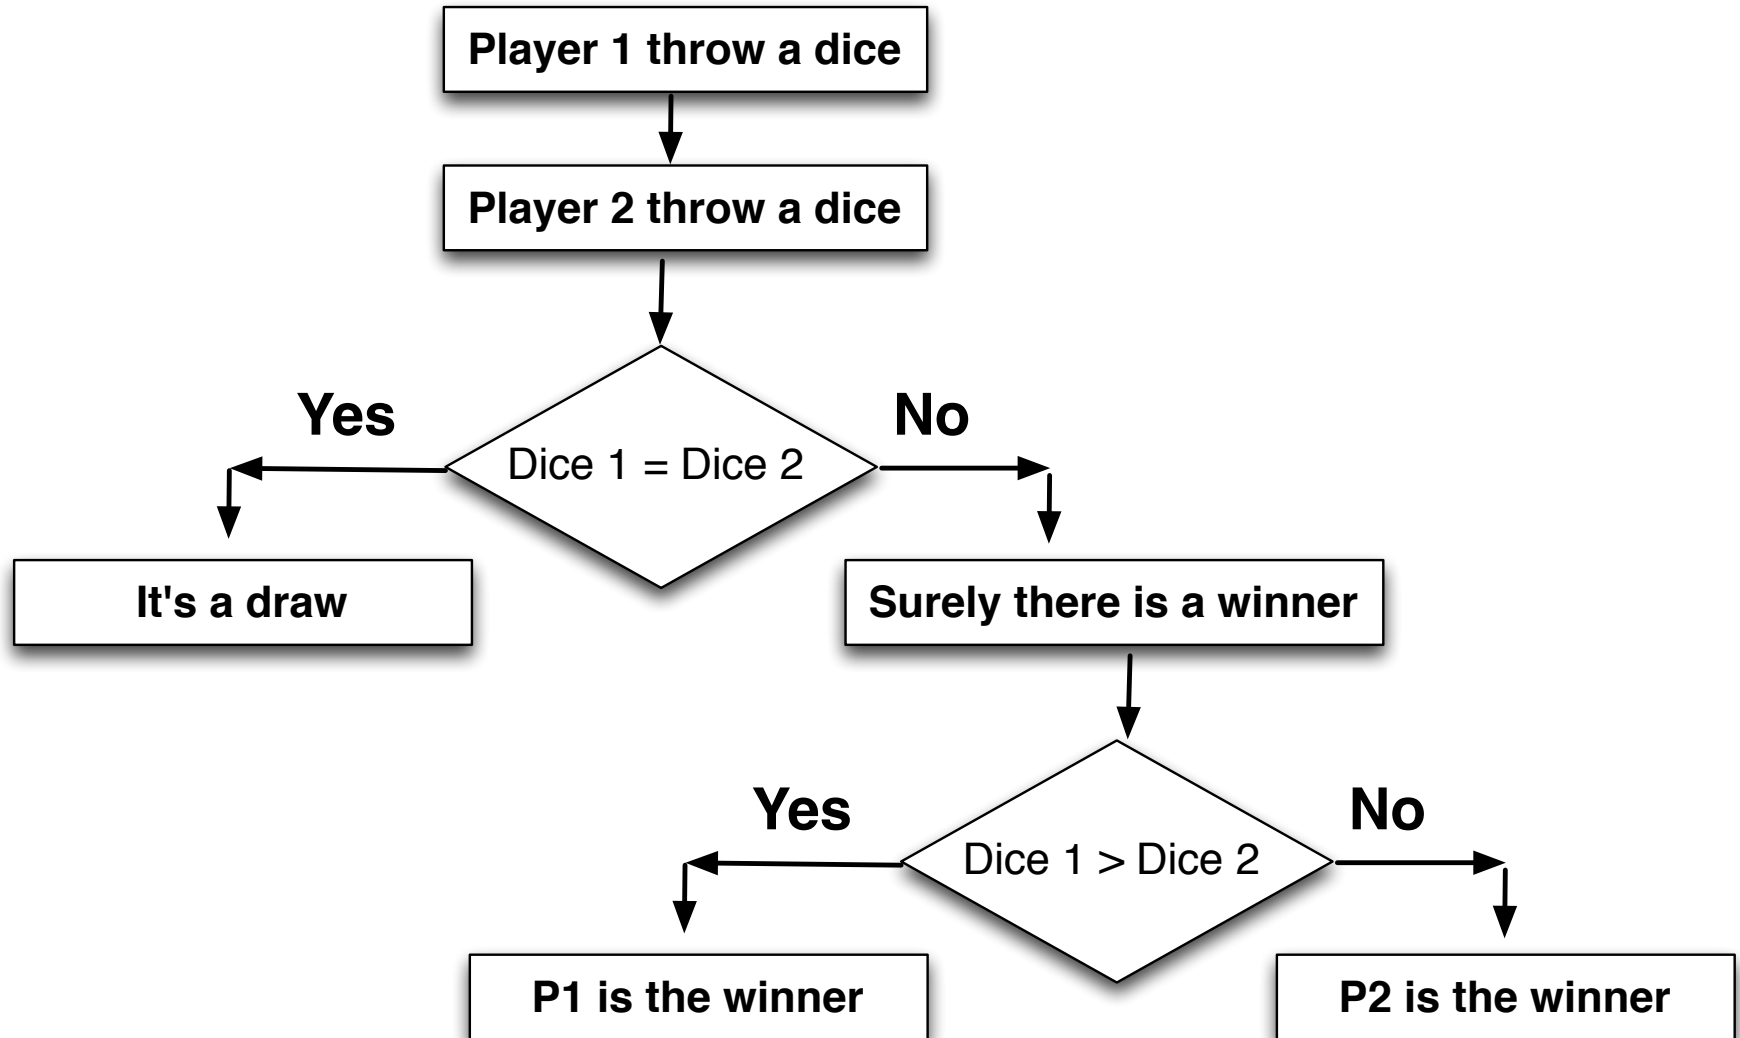 Player 1 throw a dice
Player 2 throw a dice
Yes
No
Dice 1 = Dice 2
It's a draw
Surely there is a winner
Yes
No
Dice 1 > Dice 2
P1 is the winner
P2 is the winner